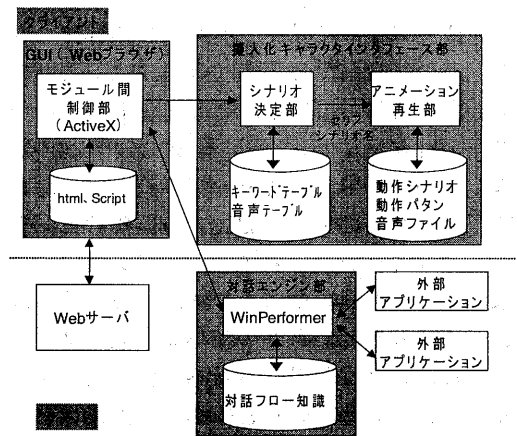 クライアント
GUI(Webブラウザ)
モジュール間
制御部
(ActiveX)
html、Script
擬人化キャラクタインタフェース部
シナリオ
決定部
セリフ
シナリオ名
アニメーション
再生部
キーワードテーブル
音声テーブル
動作シナリオ
動作パタン
音声ファイル
Webサーバ
対話エンジン部
WinPerformer
対話フロー知識
外部
アプリケーション
外部
アプリケーション